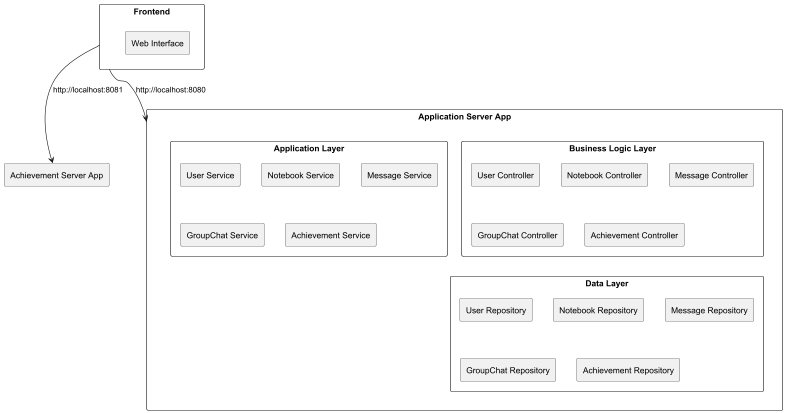 Frontend
Web Interface
http://localhost:8081
http://localhost:8080
Application Server App
Achievement Server App
Application Layer
User Service
Notebook Service
Message Service
GroupChat Service
Achievement Service
Business Logic Layer
User Controller
Notebook Controller
Message Controller
GroupChat Controller
Achievement Controller
Data Layer
User Repository
Notebook Repository
Message Repository
GroupChat Repository
Achievement Repository